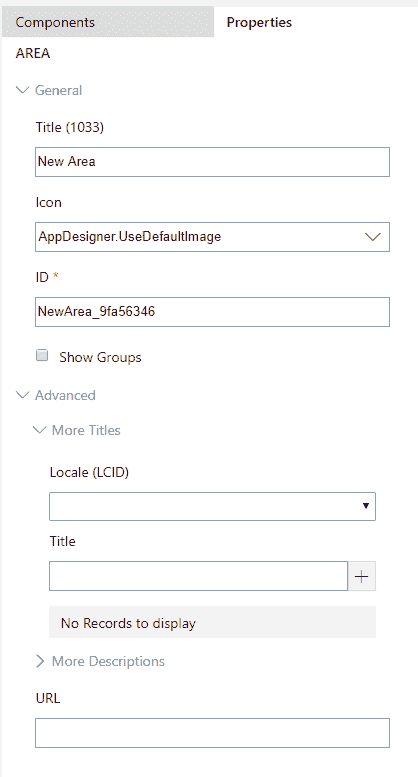 Components Properties
AREA
General
Title (1033)
New Area
Icon
AppDesigner.UseDefaultImage
ID *
NewArea_9fa56346
Show Groups
Advanced
More Titles
Locale (LCID)
Title
No Records to display
More Descriptions
URL